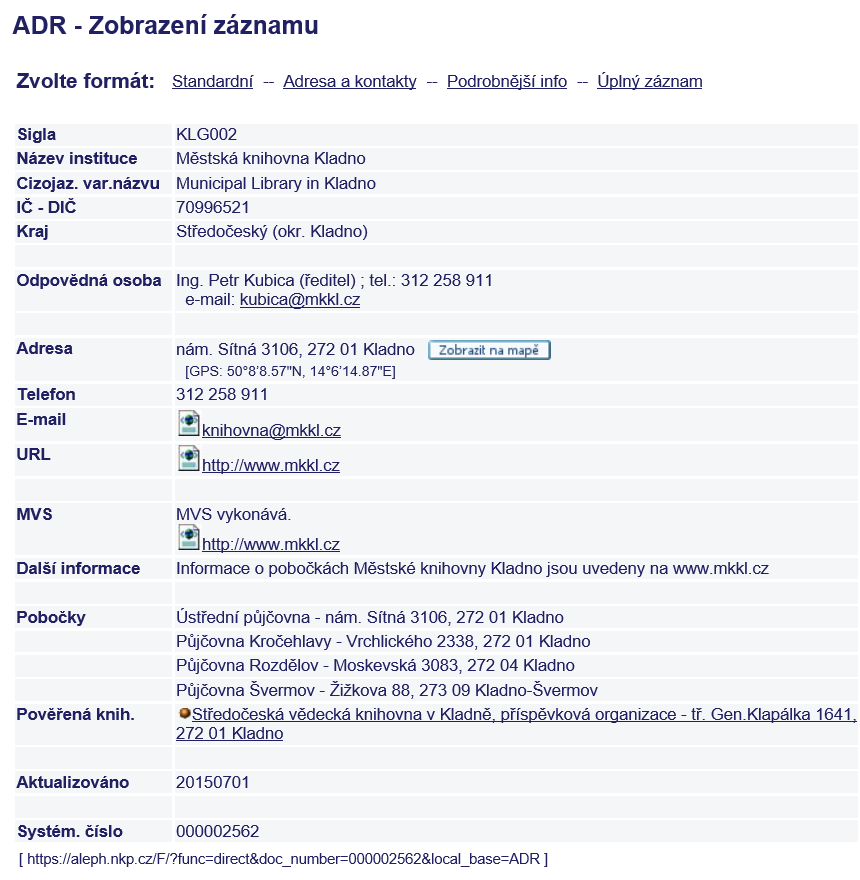 ADR - Zobrazení záznamu
Zvolte formát: Standardní -- Adresa a kontakty -- Podrobnější info -- Úplný záznam
Sigla KLG002
Název instituce Městská knihovna Kladno
Cizojaz. var.názvu Municipal Library in Kladno
IČ - DIČ 70996521
Kraj Středočeský (okr. Kladno)
Odpovědná osoba Ing. Petr Kubica (ředitel) ; tel.: 312 258 911
e-mail: kubica@mkkl.cz
Adresa nám. Sítná 3106, 272 01 Kladno Zobrazit na mapě
[GPS: 50°8'8.57"N, 14°6'14.87"E]
Telefon 312 258 911
E-mail knihovna@mkkl.cz
URL http://www.mkkl.cz
MVS MVS vykonává.
http://www.mkkl.cz
Další informace Informace o pobočkách Městské knihovny Kladno jsou uvedeny na www.mkkl.cz
Pobočky Ústřední půjčovna - nám. Sítná 3106, 272 01 Kladno
Půjčovna Kročehlavy - Vrchlického 2338, 272 01 Kladno
Půjčovna Rozdělov - Moskevská 3083, 272 04 Kladno
Půjčovna Švermov - Žižkova 88, 273 09 Kladno-Švermov
Pověřená knih. Středočeská vědecká knihovna v Kladně, příspěvková organizace - tř. Gen.Klapálka 1641,
272 01 Kladno
Aktualizováno 20150701
Systém. číslo 000002562
[ https://aleph.nkp.cz/F/?func=direct&doc_number=000002562&local_base=ADR ]